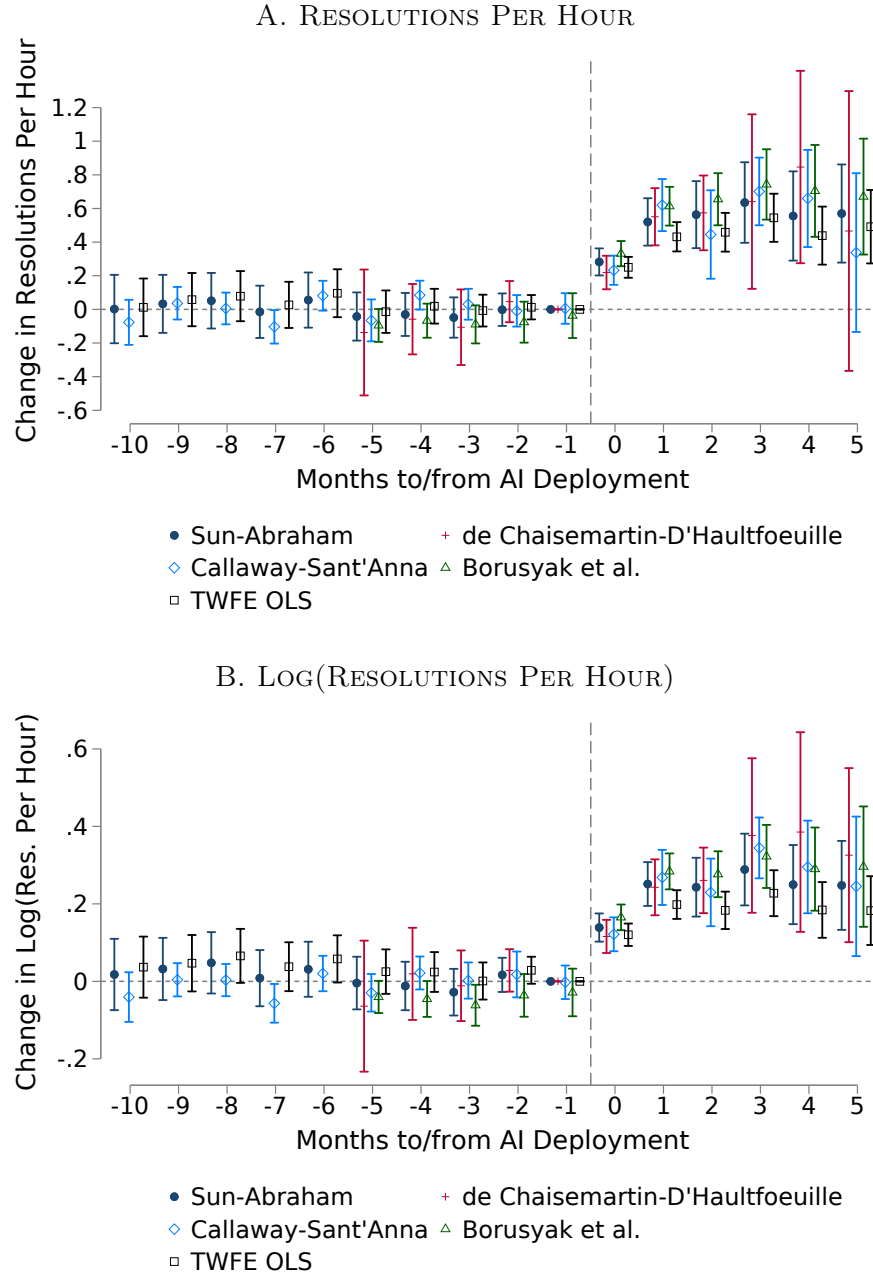 A. Resolutions Per Hour
Change in Resolutions Per Hour
1.2
1
.8
.6
.4
.2
0
-.2
-.4
-.6
-10 -9 -8 -7 -6 -5 -4 -3 -2 -1 0 1 2 3 4 5
Months to/from AI Deployment
Sun-Abraham de Chaisemartin-D'Haultfoeuille
Callaway-Sant'Anna Borusyak et al.
TWFE OLS
B. Log(Resolutions Per Hour)
Change in Log(Res. Per Hour)
.6
.4
.2
0
-.2
-10 -9 -8 -7 -6 -5 -4 -3 -2 -1 0 1 2 3 4 5
Months to/from AI Deployment
Sun-Abraham de Chaisemartin-D'Haultfoeuille
Callaway-Sant'Anna Borusyak et al.
TWFE OLS